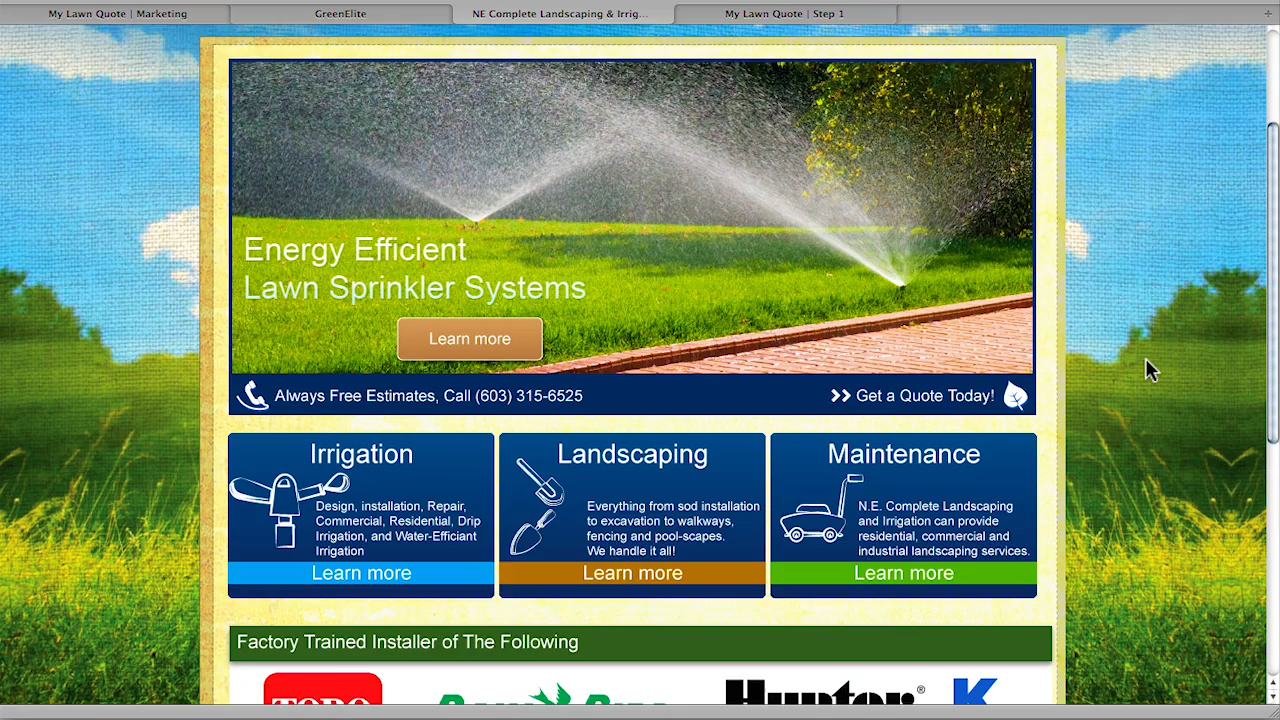 My Lawn Quote | Marketing
GreenElite
NE Complete Landscaping & Irrig...
My Lawn Quote | Step 1
Energy Efficient
Lawn Sprinkler Systems
Learn more
Always Free Estimates, Call (603) 315-6525
>> Get a Quote Today!
Irrigation
Design, installation, Repair,
Commercial, Residential, Drip
Irrigation, and Water-Efficiant
Irrigation
Learn more
Landscaping
Everything from sod installation
to excavation to walkways,
fencing and pool-scapes.
We handle it all!
Learn more
Maintenance
N.E. Complete Landscaping
and Irrigation can provide
residential, commercial and
industrial landscaping services.
Learn more
Factory Trained Installer of The Following
TORO
Rain Bird
Hunter®
K